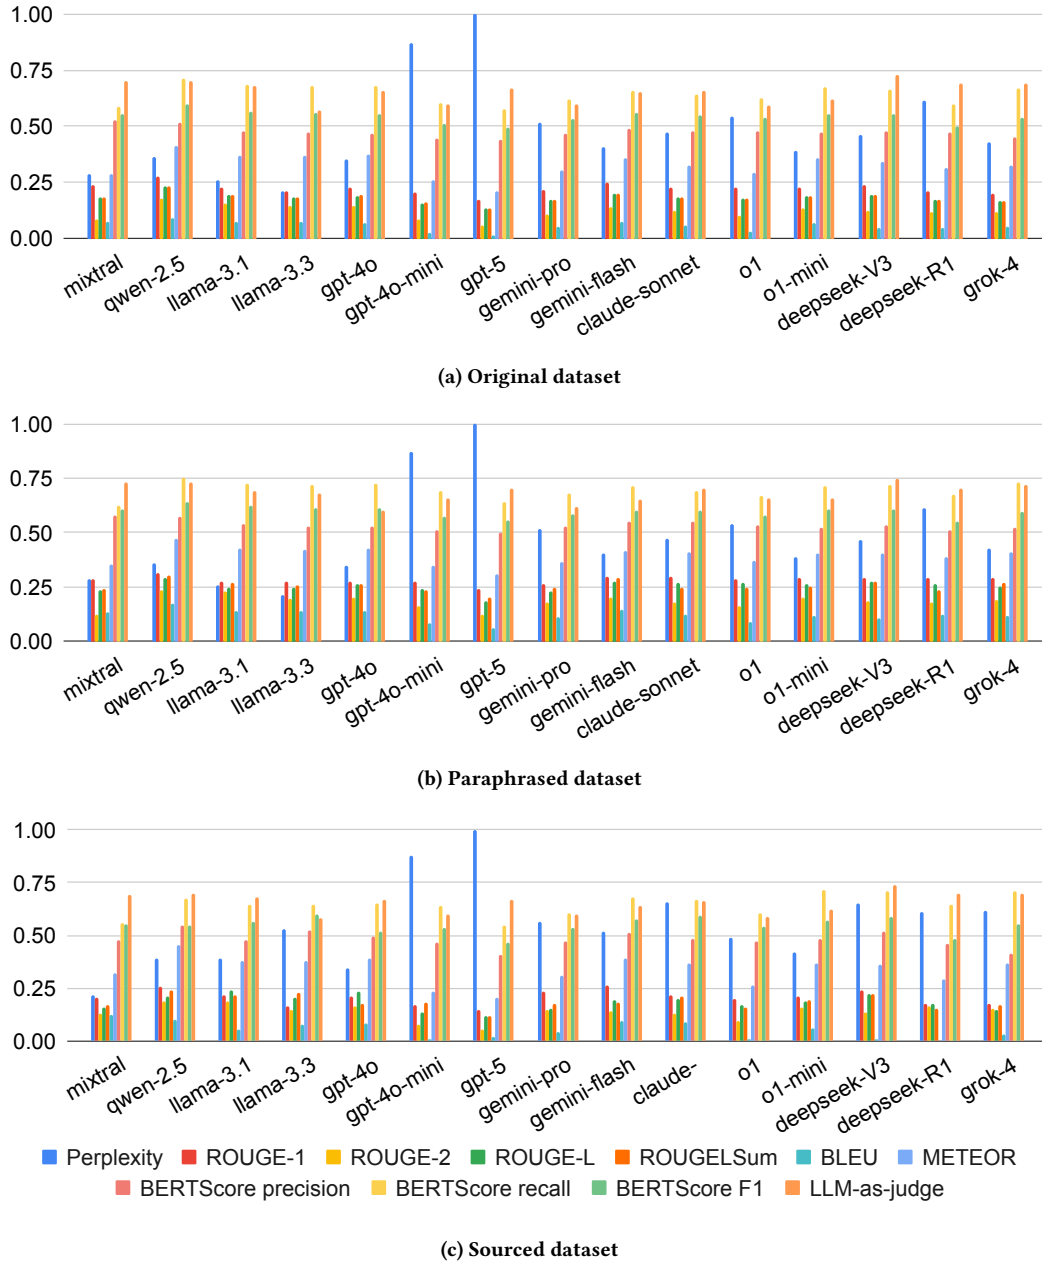 1.00
0.75
0.50
0.25
0.00
mixtral qwen-2.5 llama-3.1 llama-3.3 gpt-4o gpt-4o-mini gpt-5 gemini-pro gemini-flash claude-sonnet o1 o1-mini deepseek-V3 deepseek-R1 grok-4
(a) Original dataset
1.00
0.75
0.50
0.25
0.00
mixtral qwen-2.5 llama-3.1 llama-3.3 gpt-4o gpt-4o-mini gpt-5 gemini-pro gemini-flash claude-sonnet o1 o1-mini deepseek-V3 deepseek-R1 grok-4
(b) Paraphrased dataset
1.00
0.75
0.50
0.25
0.00
mixtral qwen-2.5 llama-3.1 llama-3.3 gpt-4o gpt-4o-mini gpt-5 gemini-pro gemini-flash claude- o1 o1-mini deepseek-V3 deepseek-R1 grok-4
Perplexity ROUGE-1 ROUGE-2 ROUGE-L ROUGELSum BLEU METEOR
BERTScore precision BERTScore recall BERTScore F1 LLM-as-judge
(c) Sourced dataset